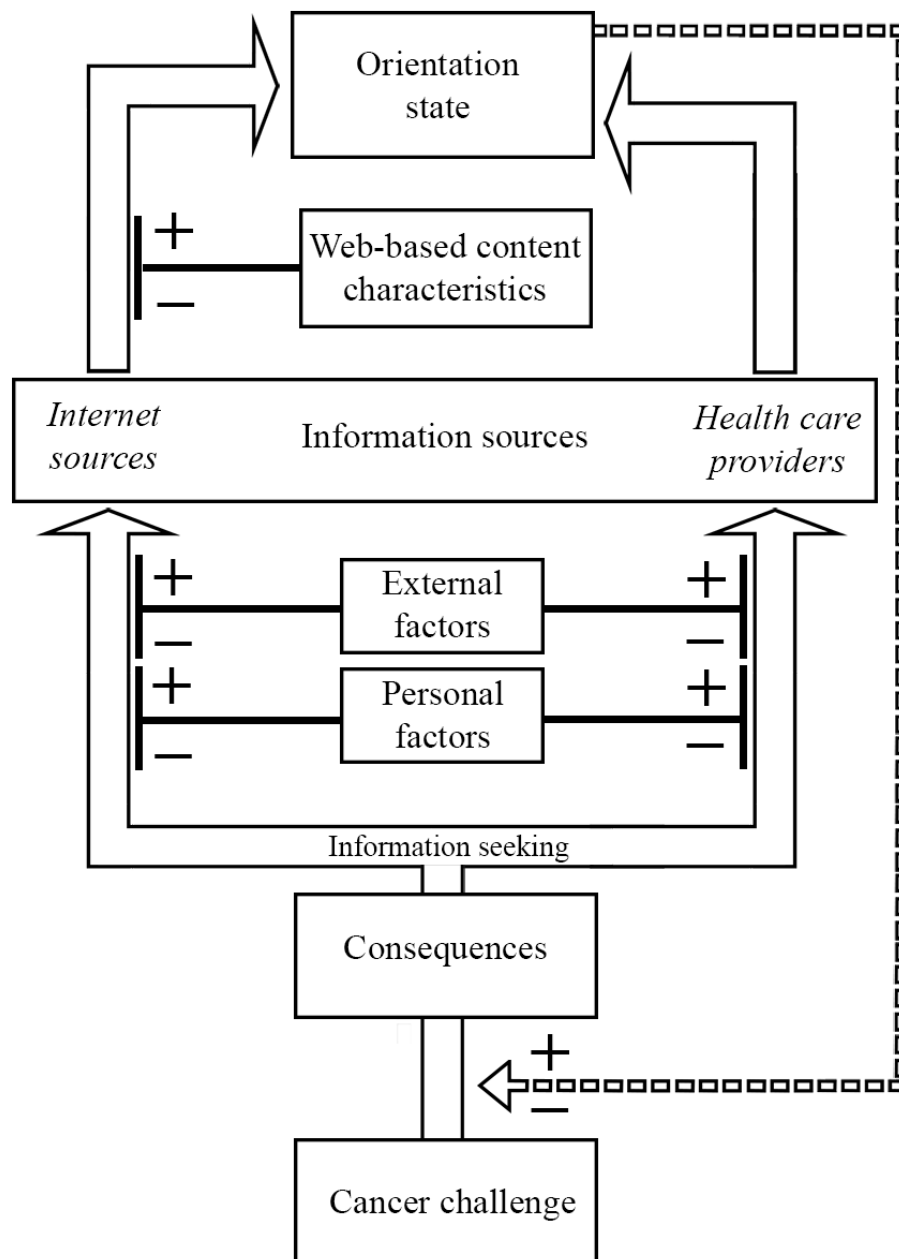 Orientation
state
+
Web-based content
characteristics
−
Internet
sources
Information sources
Health care
providers
+
External
factors
+
−
−
+
Personal
factors
+
−
−
Information seeking
Consequences
+
−
Cancer challenge